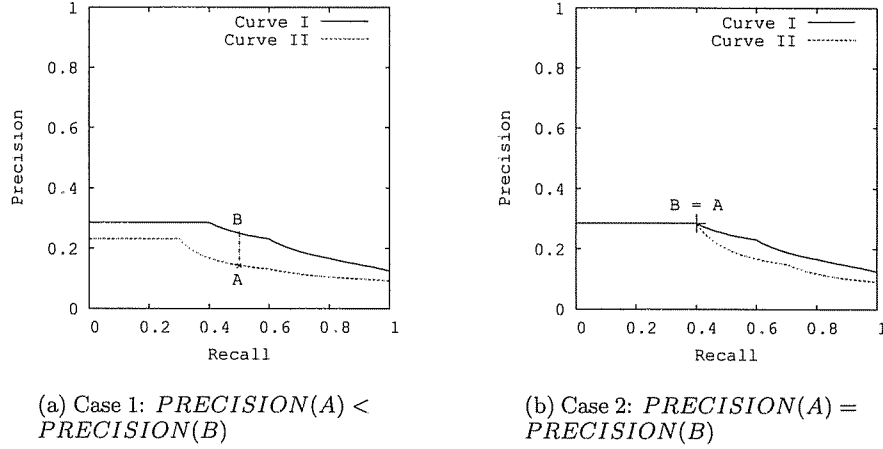 Curve I
Curve II
1
0.8
0.6
0.4
0.2
0
Precision
B
A
0 0.2 0.4 0.6 0.8 1
Recall
(a) Case 1: PRECISION(A) <
PRECISION(B)
Curve I
Curve II
1
0.8
0.6
0.4
0.2
0
Precision
B = A
0 0.2 0.4 0.6 0.8 1
Recall
(b) Case 2: PRECISION(A) =
PRECISION(B)